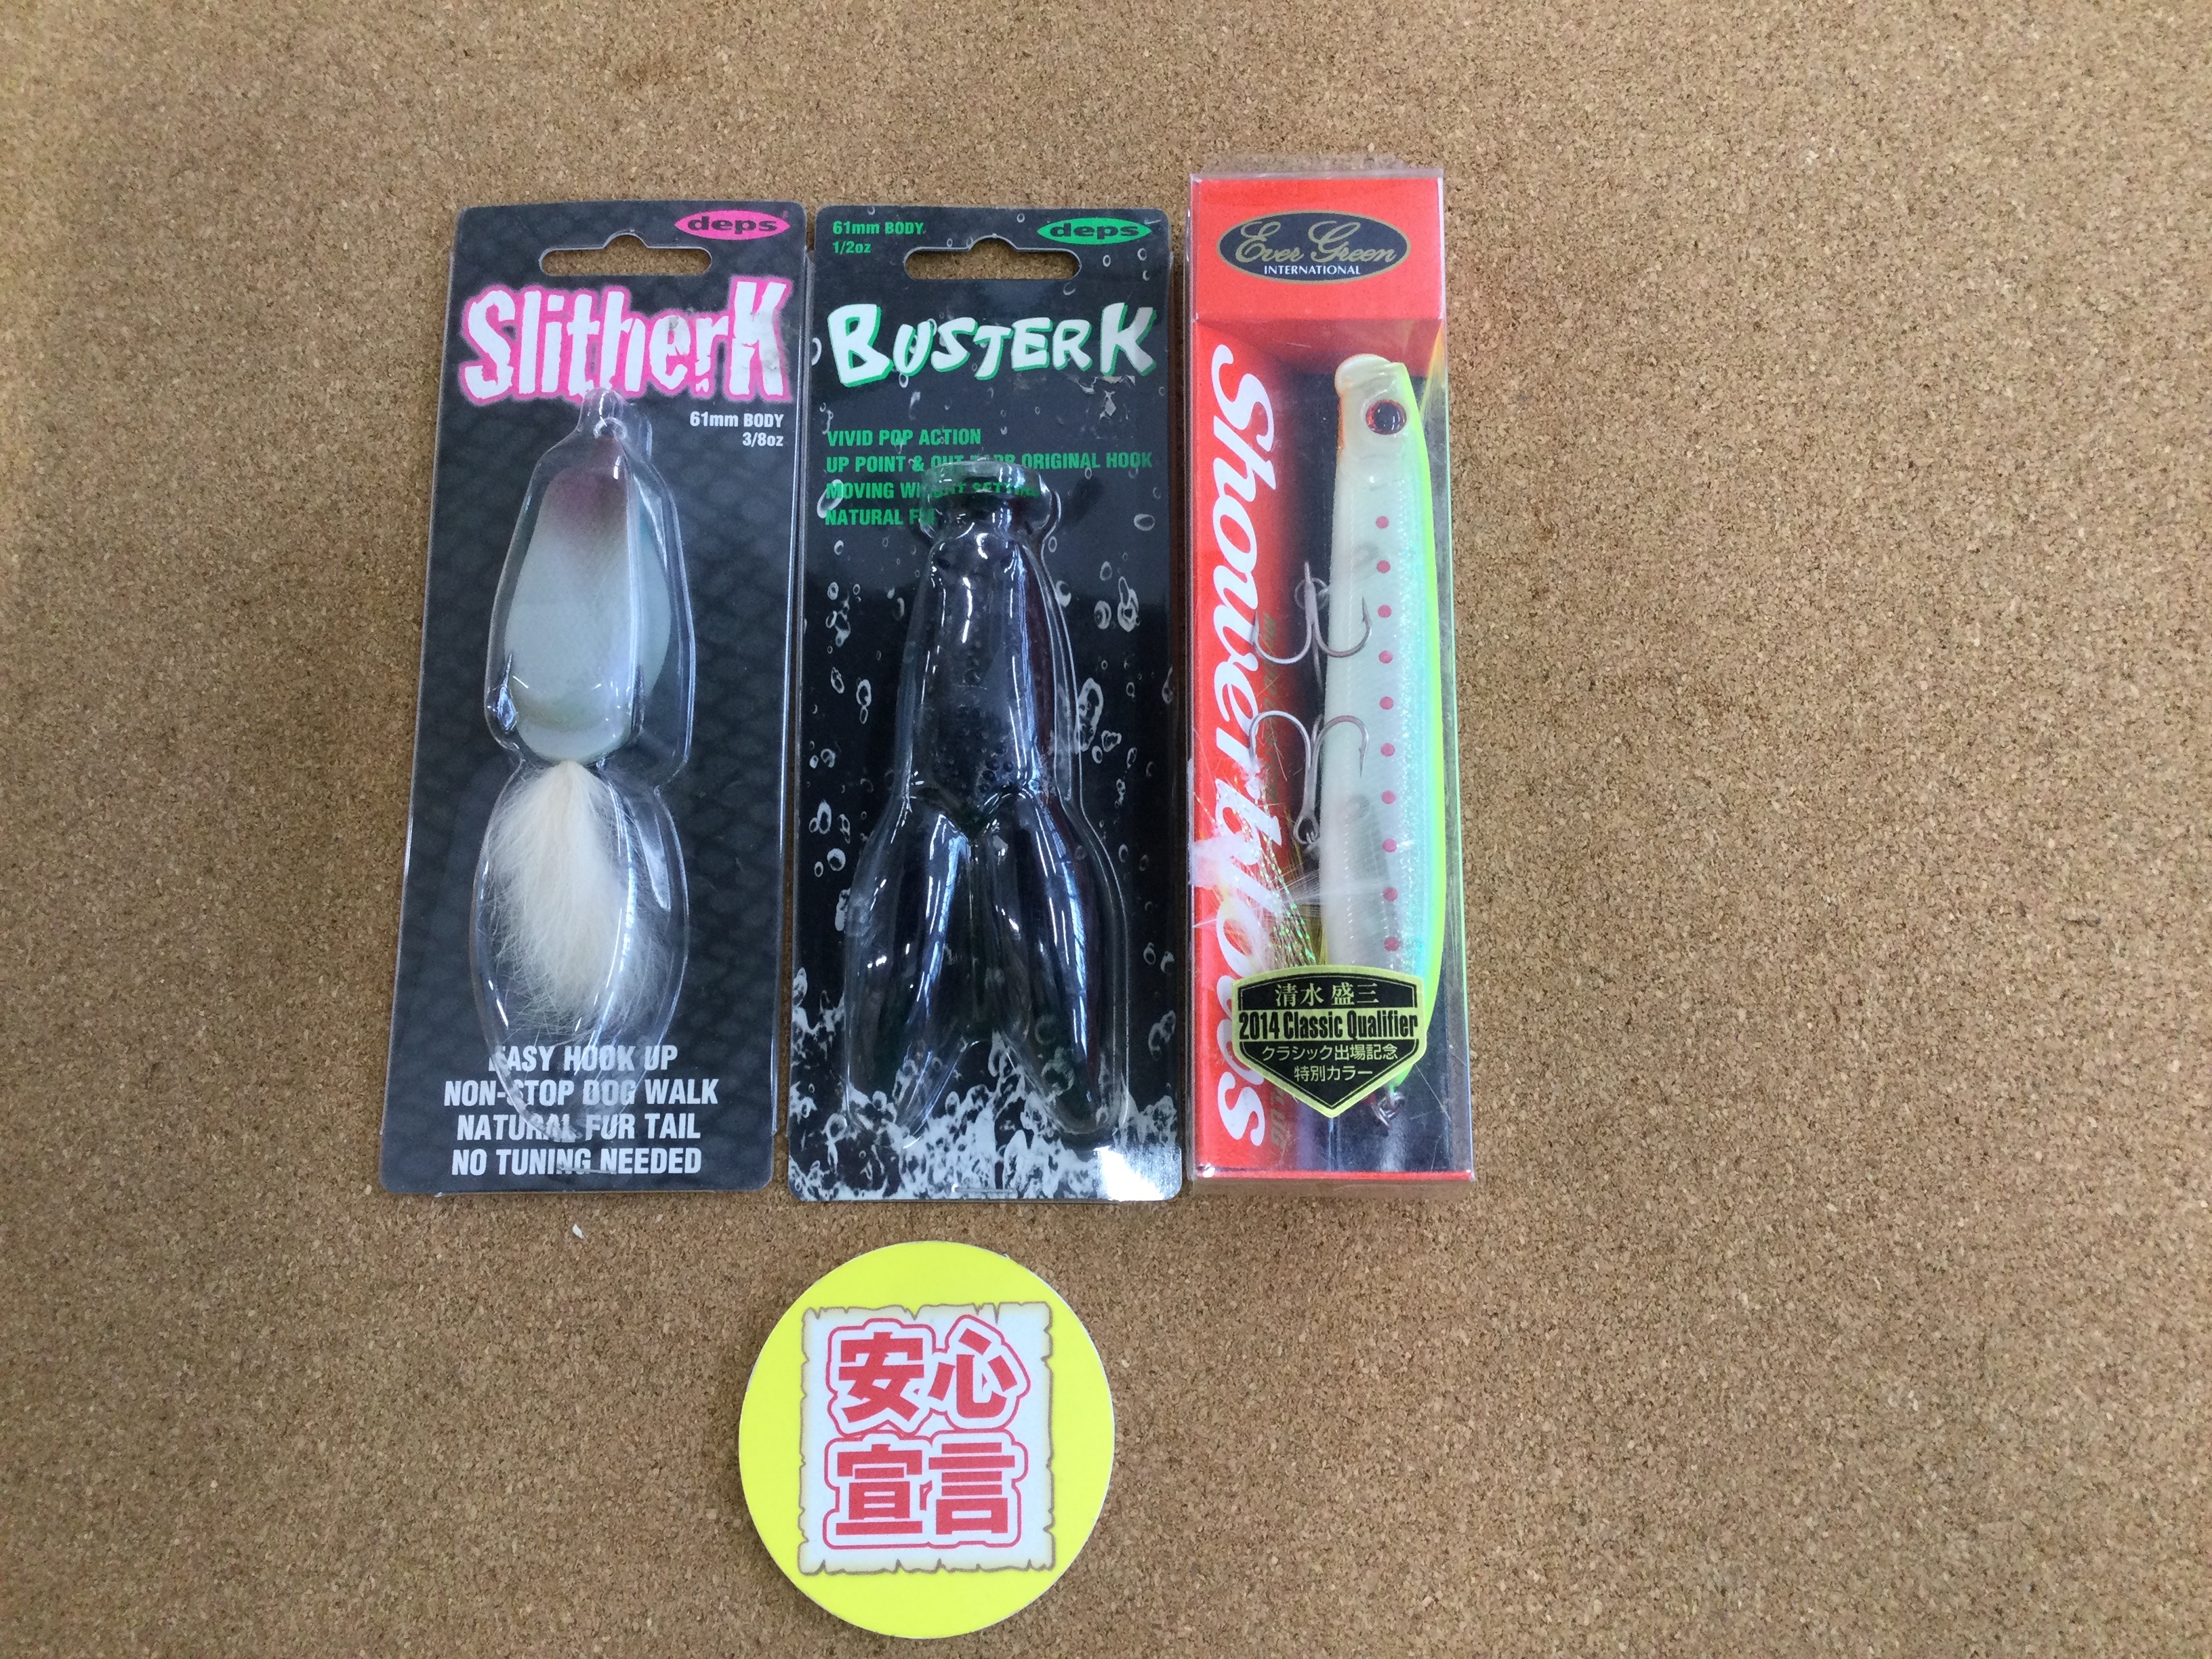 deps
SlitherK
61mm BODY
3/8oz
EASY HOOK UP
NON-STOP DOG WALK
NATURAL FUR TAIL
NO TUNING NEEDED
61mm BODY
1/2oz
deps
BUSTERK
VIVID POP ACTION
UP POINT & ORIGINAL HOOK
MOVING
NATURAL
Ever Green
INTERNATIONAL
Showerblows
清水 盛三
2014 Classic Qualifier
クラシック出場記念
特別カラー
安心
宣言